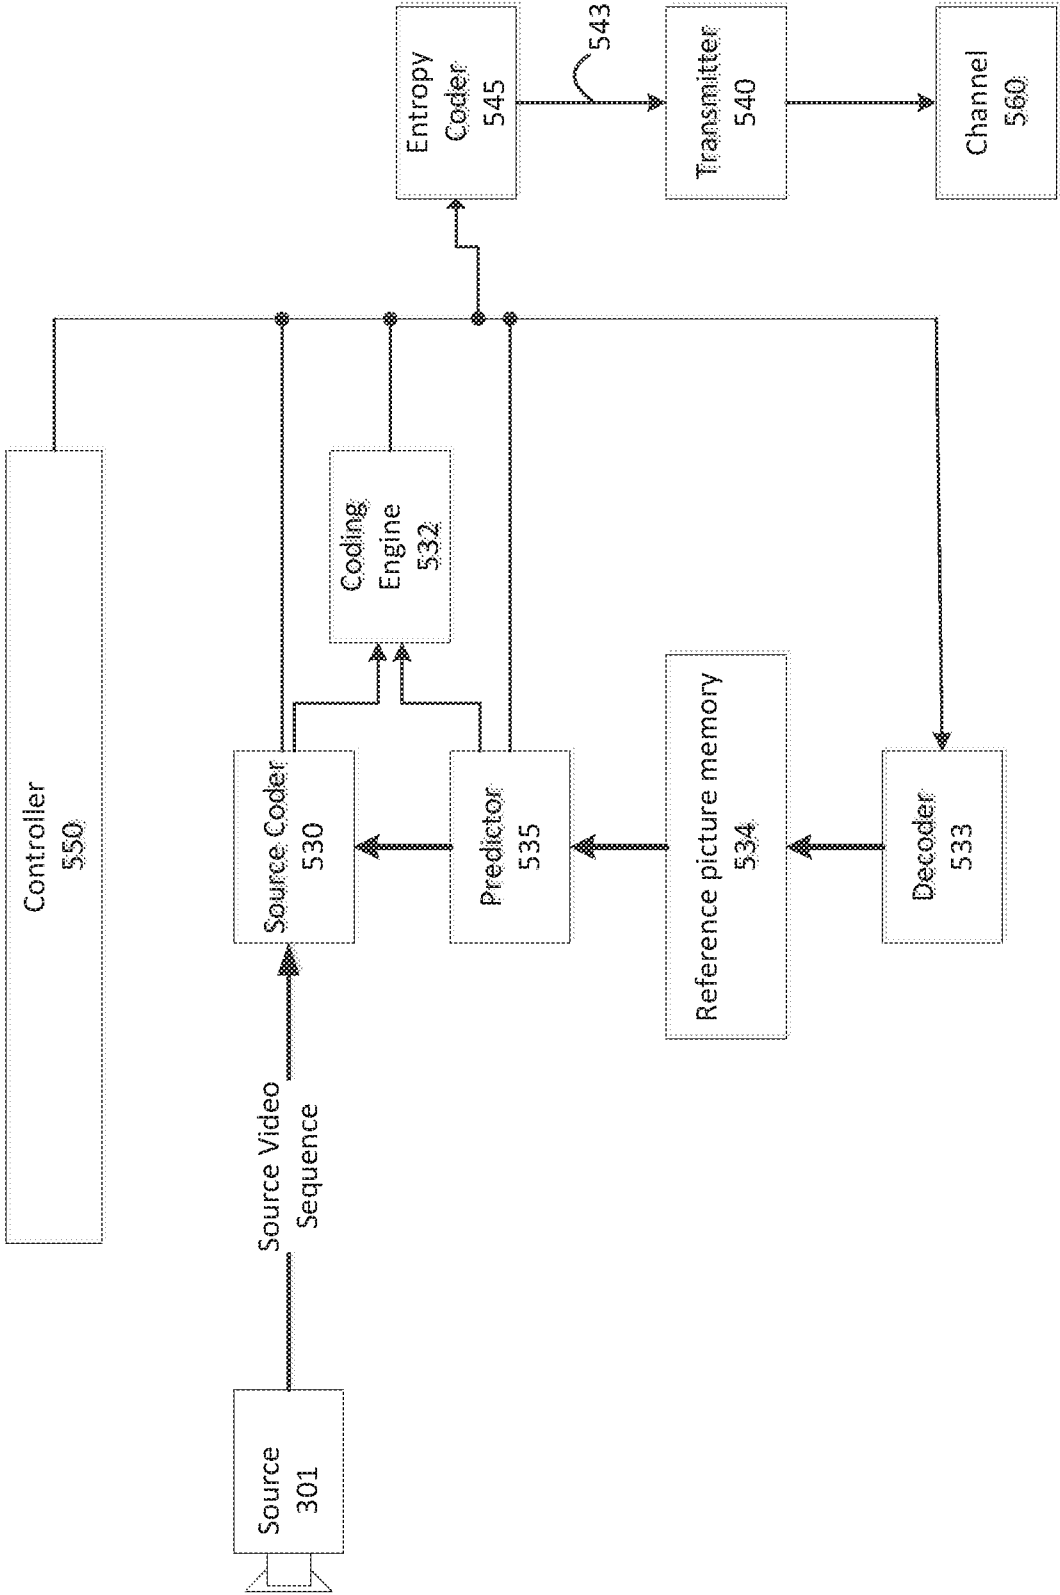 Controller
550
Source
301
Source Video
Sequence
Source Coder
530
Coding
Engine
532
Predictor
535
Reference picture memory
534
Decoder
533
Entropy
Coder
545
543
Transmitter
540
Channel
560